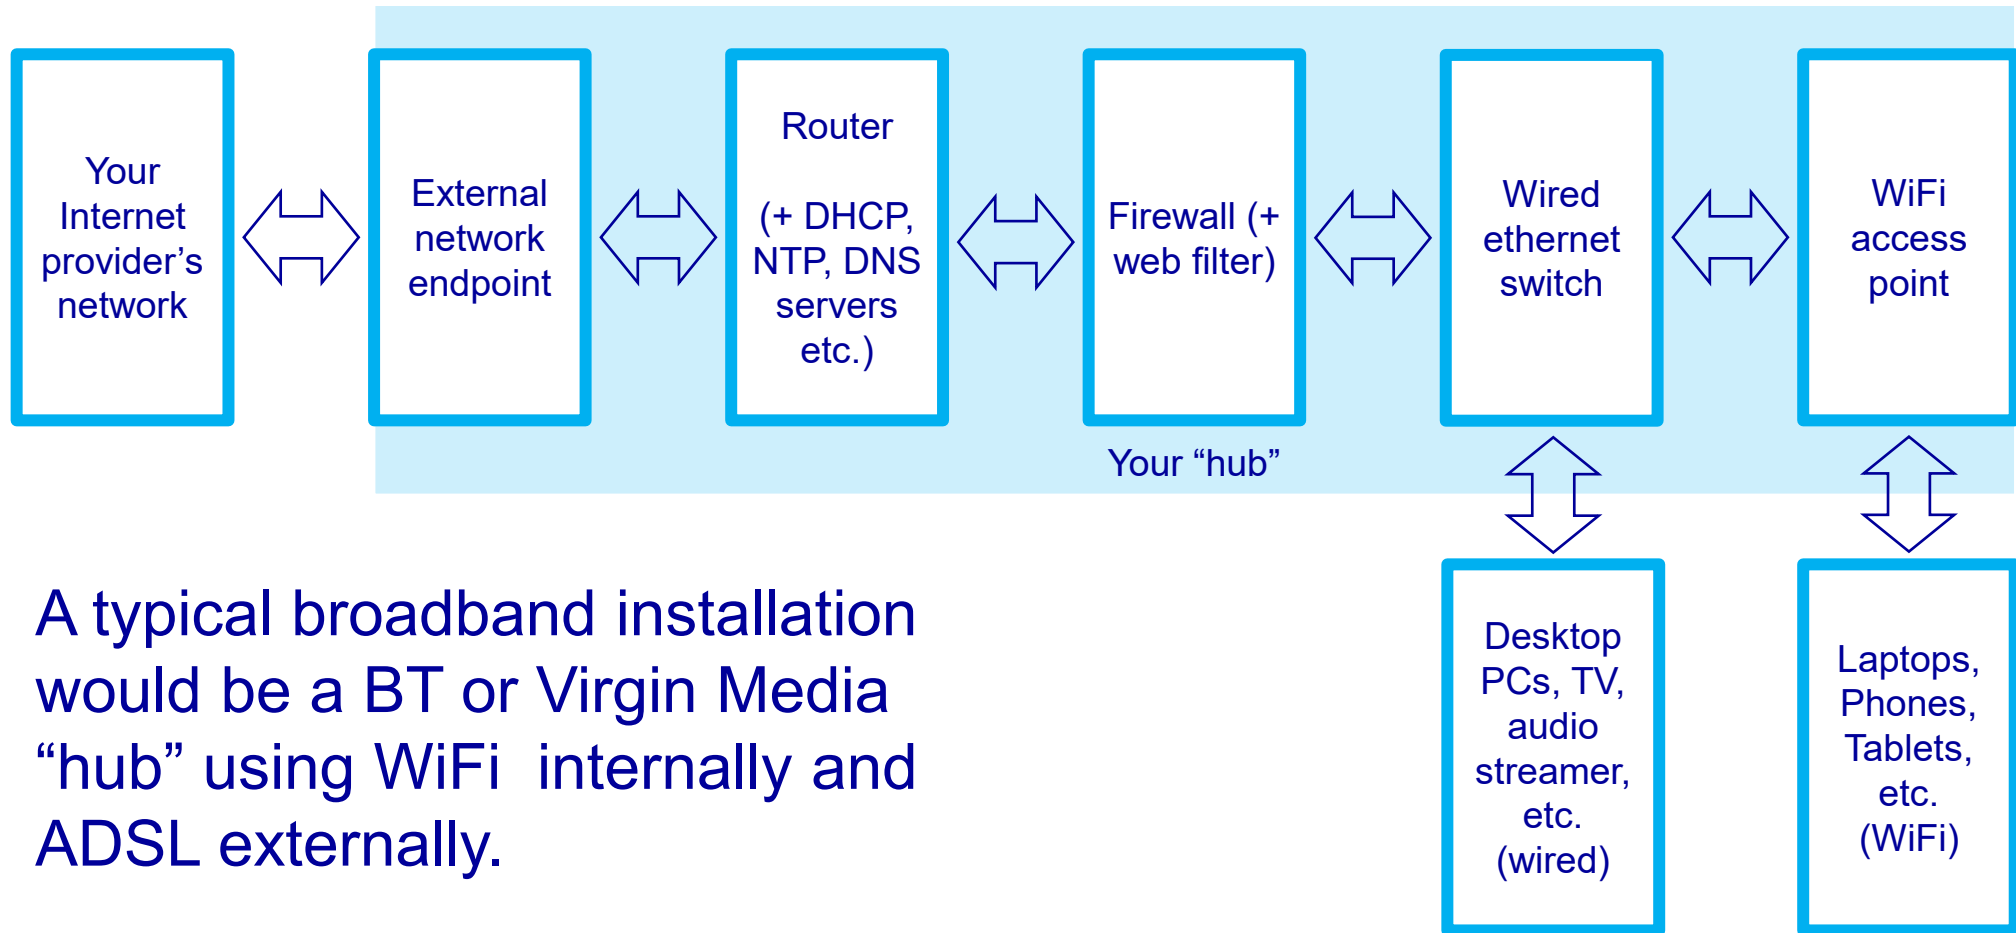 Your
Internet
provider’s
network
External
network
endpoint
Router
(+ DHCP,
NTP, DNS
servers
etc.)
Firewall (+
web filter)
Wired
ethernet
switch
WiFi
access
point
Your “hub”
Desktop
PCs, TV,
audio
streamer,
etc.
(wired)
Laptops,
Phones,
Tablets,
etc.
(WiFi)
A typical broadband installation
would be a BT or Virgin Media
“hub” using WiFi  internally and
ADSL externally.